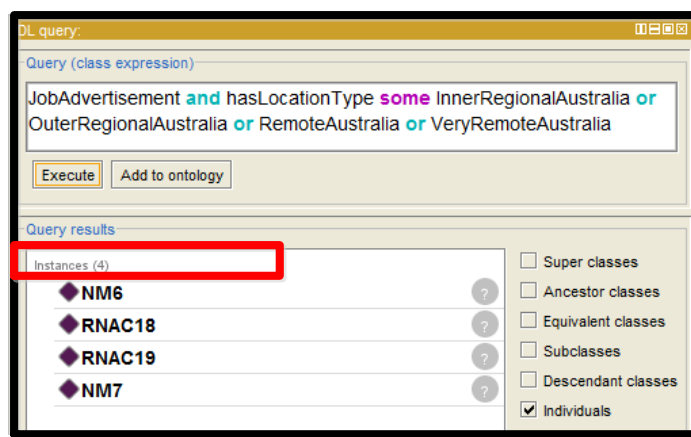 DL query:
Query (class expression)
JobAdvertisement and hasLocationType some InnerRegionalAustralia or
OuterRegionalAustralia or RemoteAustralia or VeryRemoteAustralia
Execute Add to ontology
Query results
Instances (4)
Super classes
NM6 ?
Ancestor classes
RNAC18 ?
Equivalent classes
RNAC19 ?
Subclasses
NM7 ?
Descendant classes
Individuals